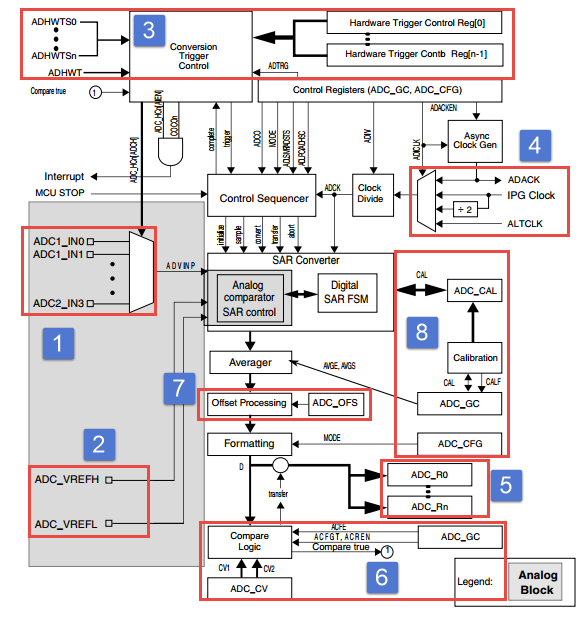 ADHWTS0
ADHWTSn
ADHWT
3
Conversion
Trigger
Control
Hardware Trigger Control Reg[0]
Hardware Trigger Contb Reg[n-1]
ADTRG
Compare true
1
Control Registers (ADC_GC, ADC_CFG)
ADC_HCn[ADCH]
ADC_HCn[AIEN]
COCOn
complete
trigger
ADCO
MODE
ADLSMP/ADSTS
ADLPC/ADHSC
ADIV
ADICLK
ADACKEN
Async
Clock Gen
4
Interrupt
MCU STOP
Control Sequencer
ADCK
Clock
Divide
ADACK
IPG Clock
÷ 2
ALTCLK
initialize
sample
convert
transfer
abort
ADC1_IN0
ADC1_IN1
ADC2_IN3
1
ADVINP
SAR Converter
Analog
comparator
SAR control
Digital
SAR FSM
CAL
ADC_CAL
8
Calibration
CAL
CALF
ADC_GC
Averager
AVGE, AVGS
7
Offset Processing
ADC_OFS
Formatting
MODE
ADC_CFG
2
ADC_VREFH
ADC_VREFL
D
transfer
ADC_R0
ADC_Rn
5
Compare
Logic
ACFE
ACFGT, ACREN
Compare true
1
ADC_GC
6
CV1
CV2
ADC_CV
Legend:
Analog
Block